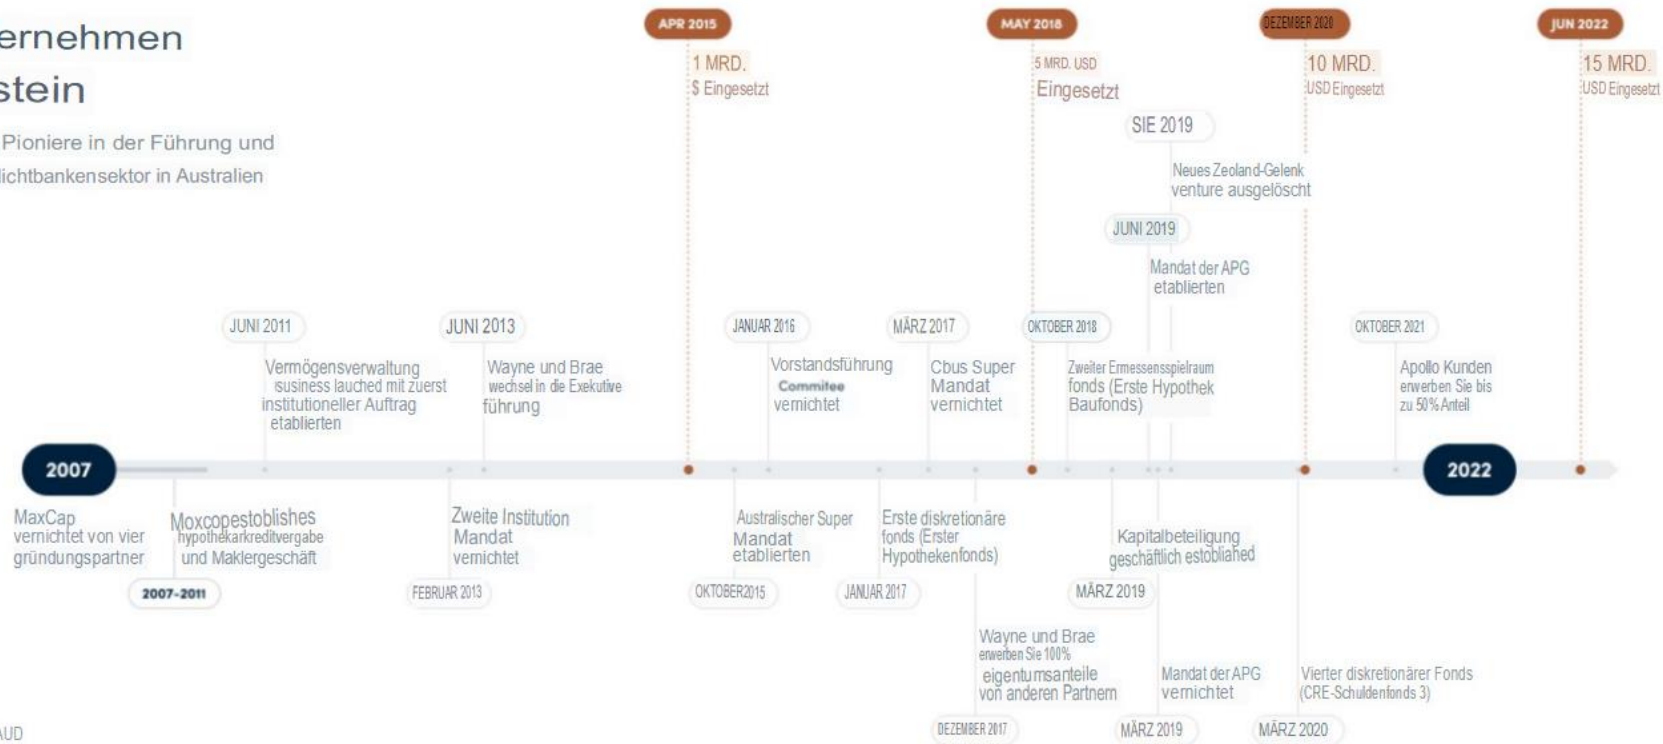 ernehmen
stein
Pioniere in der Führung und
lichtbankensektor in Australien
APR 2015
1 MRD.
$ Eingesetzt
MAY 2018
5 MRD. USD
Eingesetzt
DEZEMBER 2020
10 MRD.
USD Eingesetzt
JUN 2022
15 MRD.
USD Eingesetzt
SIE 2019
Neues Zeoland-Gelenk
venture ausgelöscht
JUNI 2019
Mandat der APG
etablierten
JUNI 2011
Vermögensverwaltung
susiness lauched mit zuerst
institutioneller Auftrag
etablierten
JUNI 2013
Wayne und Brae
wechsel in die Exekutive
führung
JANUAR 2016
Vorstandsführung
Commitee
vernichtet
MÄRZ 2017
Cbus Super
Mandat
vernichtet
OKTOBER 2018
Zweiter Ermessensspielraum
fonds (Erste Hypothek
Baufonds)
OKTOBER 2021
Apollo Kunden
erwerben Sie bis
zu 50% Anteil
2007
2022
MaxCap
vernichtet von vier
gründungspartner
Moxcopestoblishes
hypothekarkreditvergabe
und Maklergeschäft
2007-2011
Zweite Institution
Mandat
vernichtet
FEBRUAR 2013
Australischer Super
Mandat
etablierten
OKTOBER2015
Erste diskretionäre
fonds (Erster
Hypothekenfonds)
JANUAR 2017
Kapitalbeteiligung
geschäftlich estobliahed
MÄRZ 2019
Wayne und Brae
erwerben Sie 100%
eigentumsanteile
von anderen Partnern
DEZEMBER 2017
Mandat der APG
vernichtet
MÄRZ 2019
Vierter diskretionärer Fonds
(CRE-Schuldenfonds 3)
MÄRZ 2020
AUD